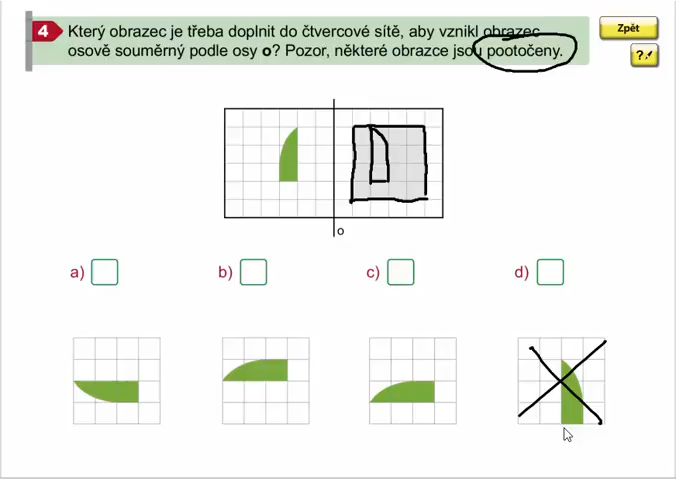 4 Který obrazec je třeba doplnit do čtvercové sítě, aby vznikl obrazec Zpět
osově souměrný podle osy o? Pozor, některé obrazce jsou pootočeny. ?
o
a) b) c) d)